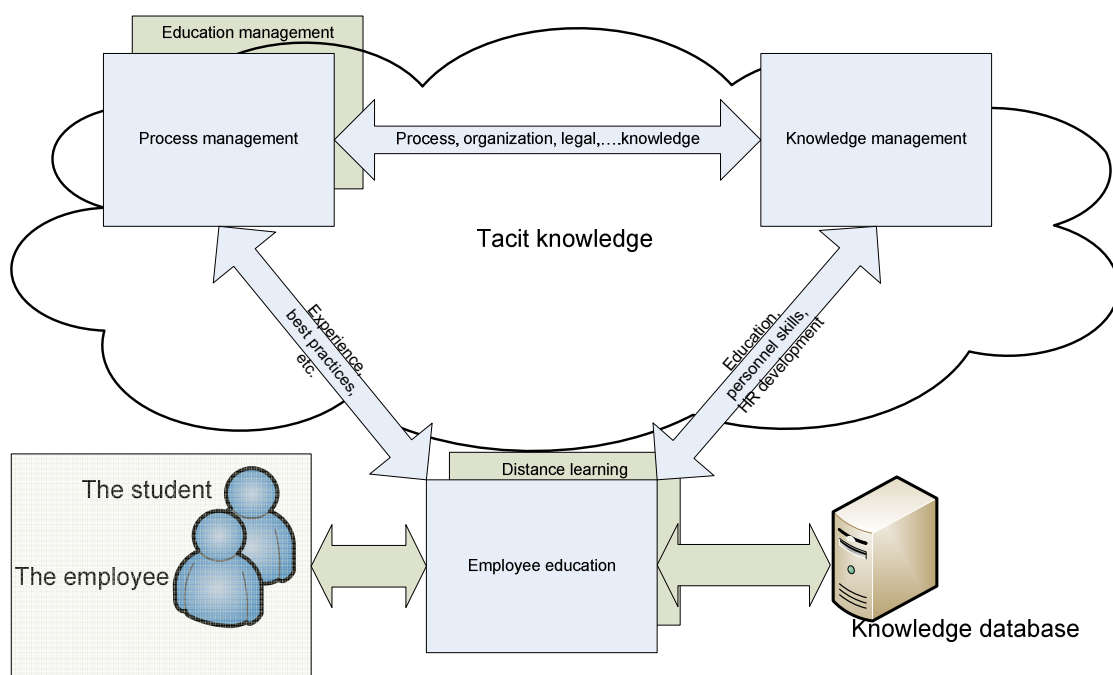 Education management
Process management
Process, organization, legal,….knowledge
Knowledge management
Tacit knowledge
Experience,
best practices,
etc.
Education,
personnel skills,
HR development
Distance learning
The student
The employee
Employee education
Knowledge database